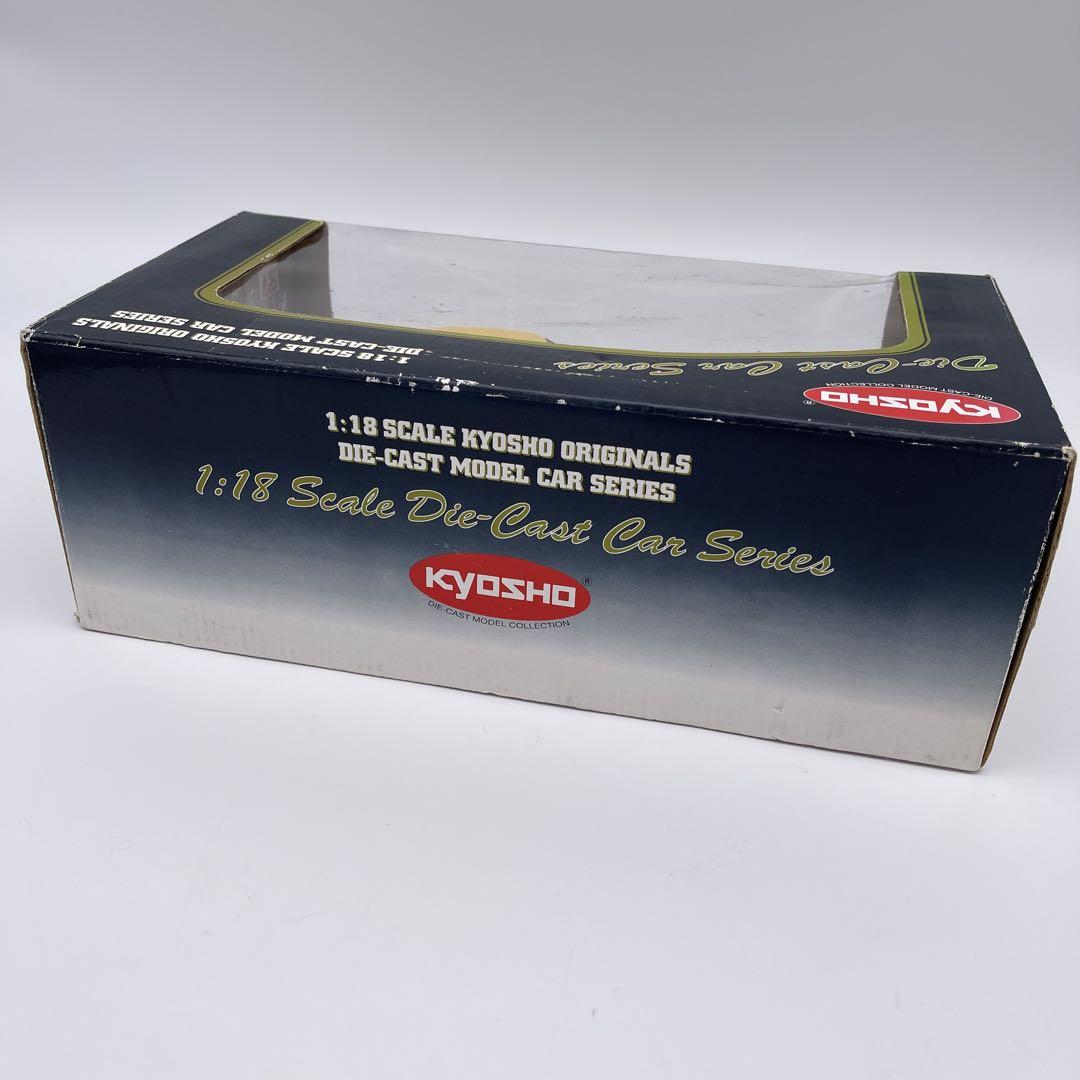 1:18 SCALE KYOSHO ORIGINALS
DIE-CAST MODEL CAR SERIES
Die-Cast Car Series
KYOSHO®
DIE-CAST MODEL COLLECTION
1:18 SCALE KYOSHO ORIGINALS
DIE-CAST MODEL CAR SERIES
1:18 Scale Die-Cast Car Series
KYOSHO®
DIE-CAST MODEL COLLECTION